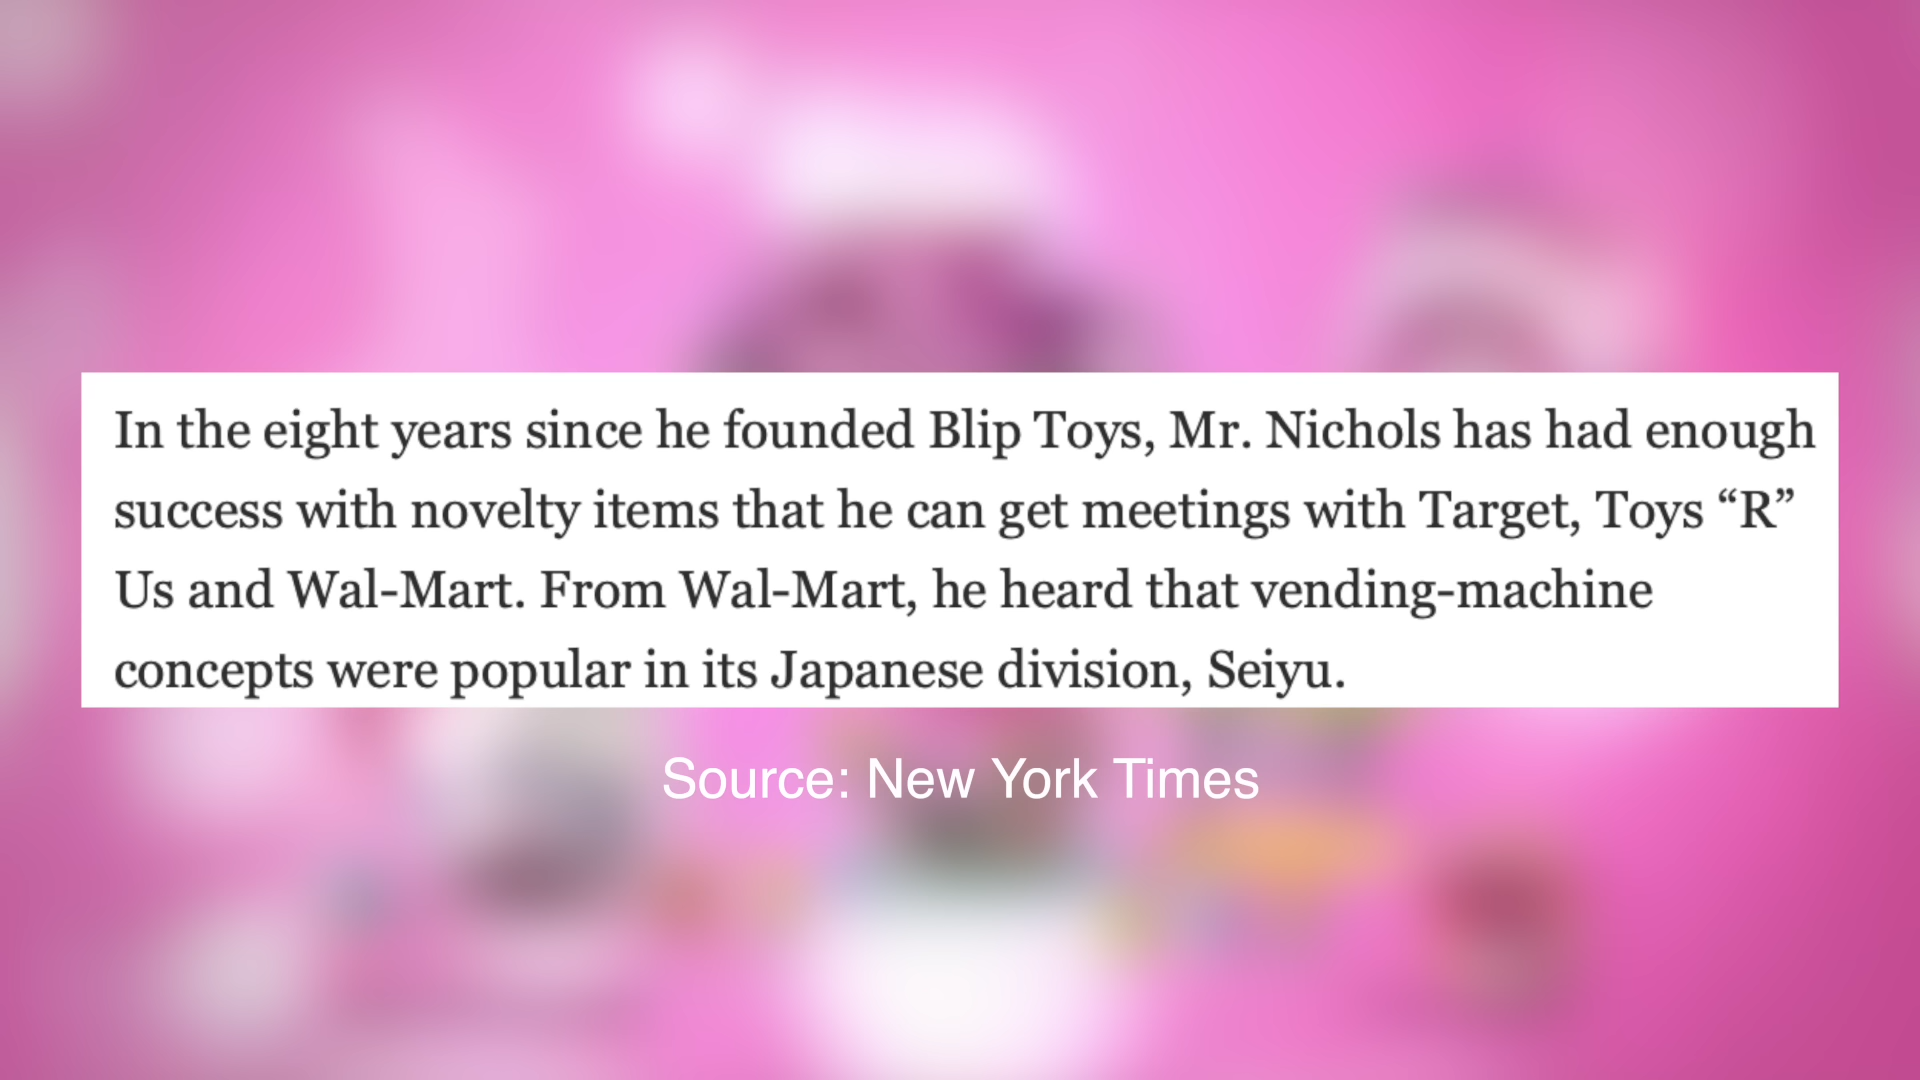 In the eight years since he founded Blip Toys, Mr. Nichols has had enough
success with novelty items that he can get meetings with Target, Toys “R”
Us and Wal-Mart. From Wal-Mart, he heard that vending-machine
concepts were popular in its Japanese division, Seiyu.
Source: New York Times